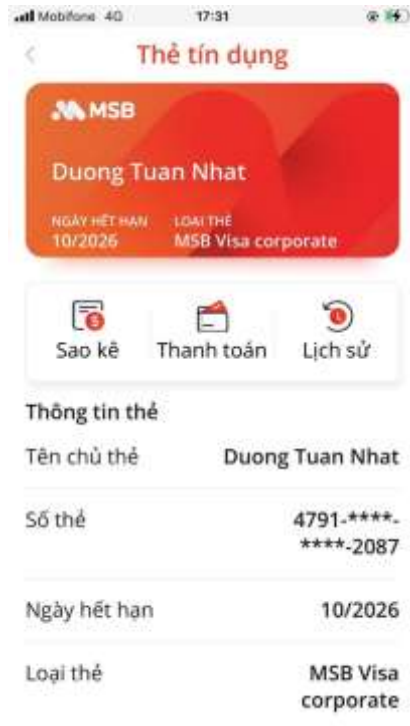 Mobifone 4G 17:31
Thẻ tín dụng
MSB
Duong Tuan Nhat
NGÀY HẾT HẠN LOẠI THẺ
10/2026 MSB Visa corporate
Sao kê Thanh toán Lịch sử
Thông tin thẻ
Tên chủ thẻ Duong Tuan Nhat
Số thẻ 4791-****-
****-2087
Ngày hết hạn 10/2026
Loại thẻ MSB Visa
corporate